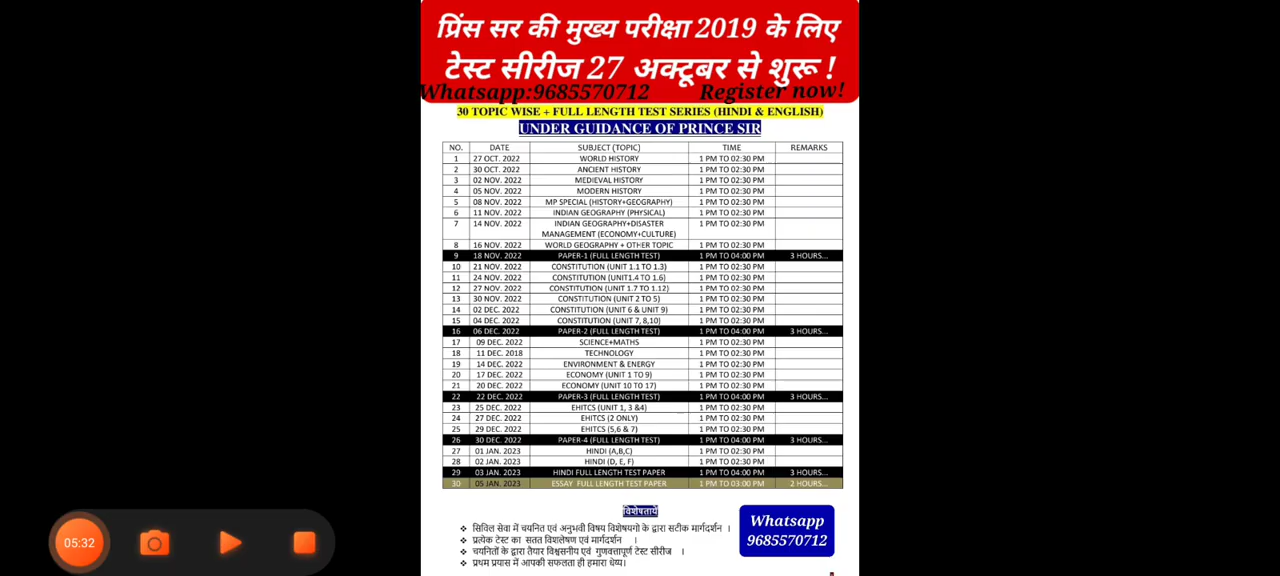 प्रिंस सर की मुख्य परीक्षा 2019 के लिए
टेस्ट सीरीज 27 अक्टूबर से शुरू !
Whatsapp:9685570712 Register now!
30 TOPIC WISE + FULL LENGTH TEST SERIES (HINDI & ENGLISH)
UNDER GUIDANCE OF PRINCE SIR
NO. DATE SUBJECT (TOPIC) TIME REMARKS
1 27 OCT. 2022 WORLD HISTORY 1 PM TO 02:30 PM
2 30 OCT. 2022 ANCIENT HISTORY 1 PM TO 02:30 PM
3 02 NOV. 2022 MEDIEVAL HISTORY 1 PM TO 02:30 PM
4 05 NOV. 2022 MODERN HISTORY 1 PM TO 02:30 PM
5 08 NOV. 2022 MP SPECIAL (HISTORY+GEOGRAPHY) 1 PM TO 02:30 PM
6 11 NOV. 2022 INDIAN GEOGRAPHY (PHYSICAL) 1 PM TO 02:30 PM
7 14 NOV. 2022 INDIAN GEOGRAPHY+DISASTER 1 PM TO 02:30 PM
MANAGEMENT (ECONOMY+CULTURE)
8 16 NOV. 2022 WORLD GEOGRAPHY + OTHER TOPIC 1 PM TO 02:30 PM
9 18 NOV. 2022 PAPER-1 (FULL LENGTH TEST) 1 PM TO 04:00 PM 3 HOURS...
10 21 NOV. 2022 CONSTITUTION (UNIT 1.1 TO 1.3) 1 PM TO 02:30 PM
11 24 NOV. 2022 CONSTITUTION (UNIT1.4 TO 1.6) 1 PM TO 02:30 PM
12 27 NOV. 2022 CONSTITUTION (UNIT 1.7 TO 1.12) 1 PM TO 02:30 PM
13 30 NOV. 2022 CONSTITUTION (UNIT 2 TO 5) 1 PM TO 02:30 PM
14 02 DEC. 2022 CONSTITUTION (UNIT 6 & UNIT 9) 1 PM TO 02:30 PM
15 04 DEC. 2022 CONSTITUTION (UNIT 7, 8,10) 1 PM TO 02:30 PM
16 06 DEC. 2022 PAPER-2 (FULL LENGTH TEST) 1 PM TO 04:00 PM 3 HOURS...
17 09 DEC. 2022 SCIENCE+MATHS 1 PM TO 02:30 PM
18 11 DEC. 2018 TECHNOLOGY 1 PM TO 02:30 PM
19 14 DEC. 2022 ENVIRONMENT & ENERGY 1 PM TO 02:30 PM
20 17 DEC. 2022 ECONOMY (UNIT 1 TO 9) 1 PM TO 02:30 PM
21 20 DEC. 2022 ECONOMY (UNIT 10 TO 17) 1 PM TO 02:30 PM
22 22 DEC. 2022 PAPER-3 (FULL LENGTH TEST) 1 PM TO 04:00 PM 3 HOURS...
23 25 DEC. 2022 EHITCS (UNIT 1, 3 &4) 1 PM TO 02:30 PM
24 27 DEC. 2022 EHITCS (2 ONLY) 1 PM TO 02:30 PM
25 29 DEC. 2022 EHITCS (5,6 & 7) 1 PM TO 02:30 PM
26 30 DEC. 2022 PAPER-4 (FULL LENGTH TEST) 1 PM TO 04:00 PM 3 HOURS...
27 01 JAN. 2023 HINDI (A,B,C) 1 PM TO 02:30 PM
28 02 JAN. 2023 HINDI (D, E, F) 1 PM TO 02:30 PM
29 03 JAN. 2023 HINDI FULL LENGTH TEST PAPER 1 PM TO 04:00 PM 3 HOURS...
30 05 JAN. 2023 ESSAY FULL LENGTH TEST PAPER 1 PM TO 03:00 PM 2 HOURS...
विशेषतायें
❖ सिविल सेवा में चयनित एवं अनुभवी विषय विशेषयगो के द्वारा सटीक मार्गदर्शन ।
❖ प्रत्येक टेस्ट का सतत विशलेषण एवं मार्गदर्शन ।
❖ चयनितों के द्वारा तैयार विश्वसनीय एवं गुणवत्तापूर्ण टेस्ट सीरीज ।
❖ प्रथम प्रयास में आपकी सफलता ही हमारा धेय्य।
Whatsapp
9685570712
05:32